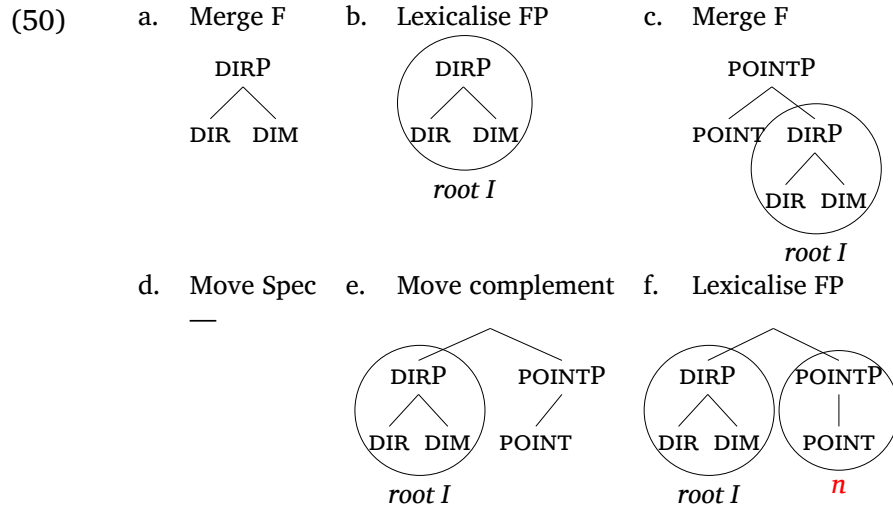 (50) a. Merge F b. Lexicalise FP c. Merge F
DIRP DIRP POINTP
DIR DIM DIR DIM POINT DIRP
root I
DIR DIM
root I
d. Move Spec e. Move complement f. Lexicalise FP
—
DIRP POINTP DIRP POINTP
DIR DIM POINT DIR DIM POINT
root I root I n